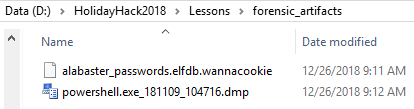 Data (D:) > HolidayHack2018 > Lessons > forensic_artifacts
Name Date modified
alabaster_passwords.elfdb.wannacookie 12/26/2018 9:11 AM
powershell.exe_181109_104716.dmp 12/26/2018 9:12 AM